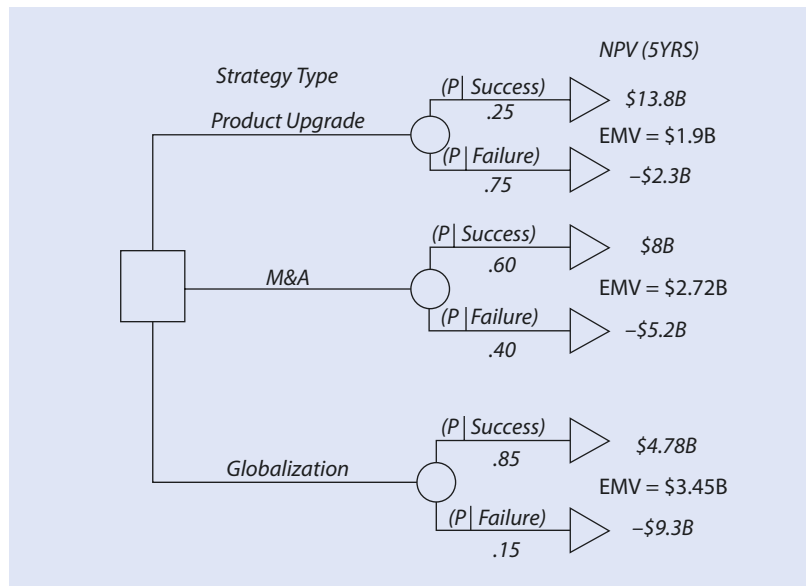 NPV (5YRS)
Strategy Type
(P| Success)
Product Upgrade
.25
$13.8B
EMV = $1.9B
(P| Failure)
.75
–$2.3B
(P| Success)
.60
$8B
M&A
EMV = $2.72B
(P| Failure)
.40
–$5.2B
(P| Success)
.85
$4.78B
Globalization
EMV = $3.45B
(P| Failure)
.15
–$9.3B